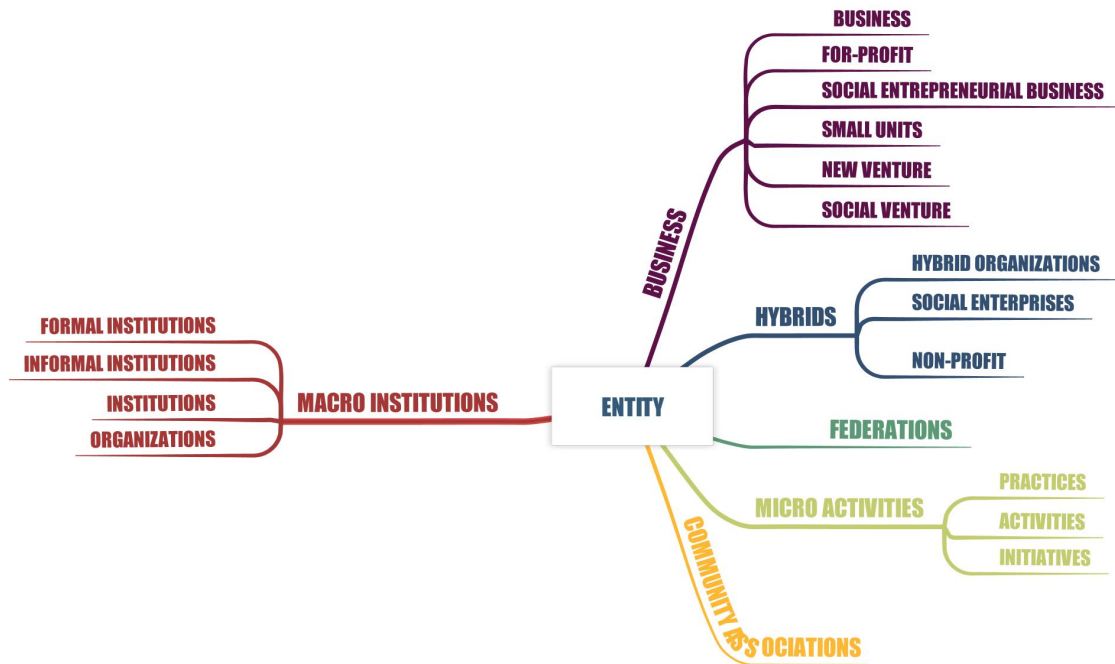 BUSINESS
FOR-PROFIT
SOCIAL ENTREPRENEURIAL BUSINESS
SMALL UNITS
NEW VENTURE
SOCIAL VENTURE
BUSINESS
HYBRID ORGANIZATIONS
SOCIAL ENTERPRISES
NON-PROFIT
HYBRIDS
FORMAL INSTITUTIONS
INFORMAL INSTITUTIONS
INSTITUTIONS
ORGANIZATIONS
MACRO INSTITUTIONS
ENTITY
FEDERATIONS
MICRO ACTIVITIES
PRACTICES
ACTIVITIES
INITIATIVES
COMMUNITY ASSOCIATIONS